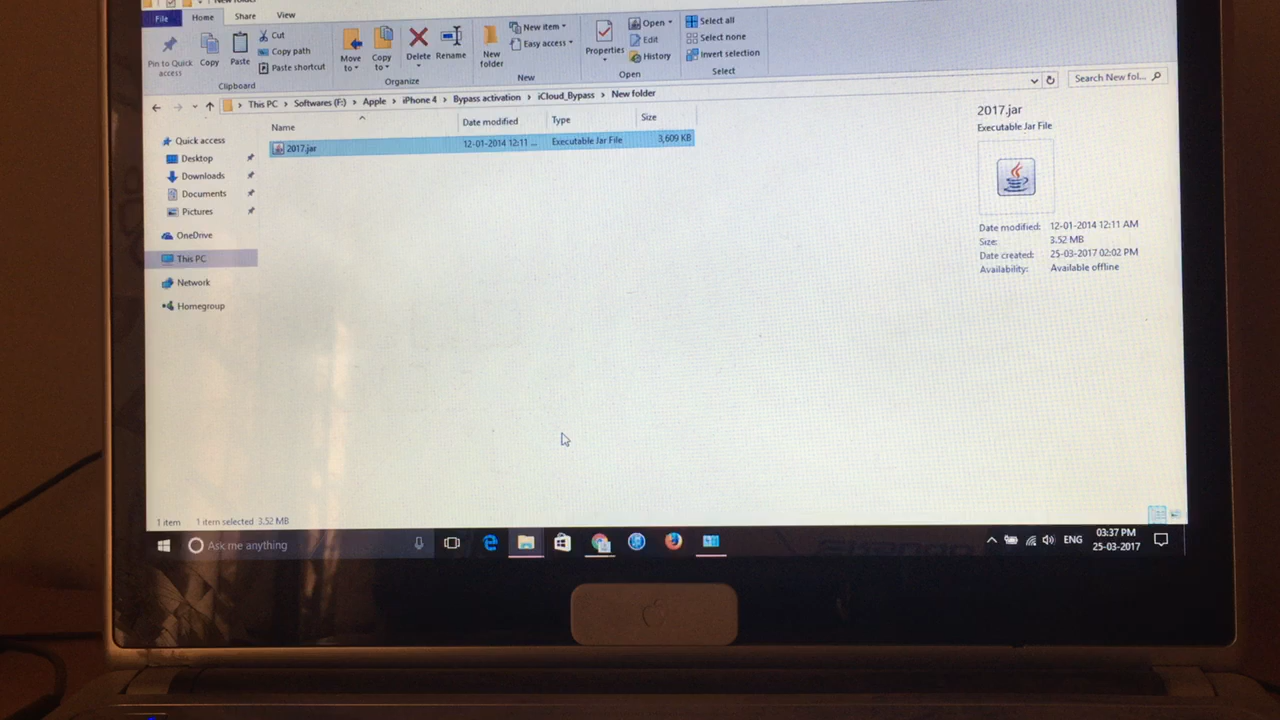 File Home Share View
Pin to Quick access
Copy
Paste
Cut
Copy path
Paste shortcut
Clipboard
Move to
Copy to
Delete
Rename
Organize
New folder
New item
Easy access
New
Properties
Open
Edit
History
Open
Select all
Select none
Invert selection
Select
This PC > Softwares (F:) > Apple > iPhone 4 > Bypass activation > iCloud_Bypass > New folder
Search New fol...
Name Date modified Type Size
2017.jar 12-01-2014 12:11 ... Executable Jar File 3,609 KB
Quick access
Desktop
Downloads
Documents
Pictures
OneDrive
This PC
Network
Homegroup
2017.jar
Executable Jar File
Date modified: 12-01-2014 12:11 AM
Size: 3.52 MB
Date created: 25-03-2017 02:02 PM
Availability: Available offline
1 item 1 item selected 3.52 MB
Ask me anything
ENG
03:37 PM
25-03-2017